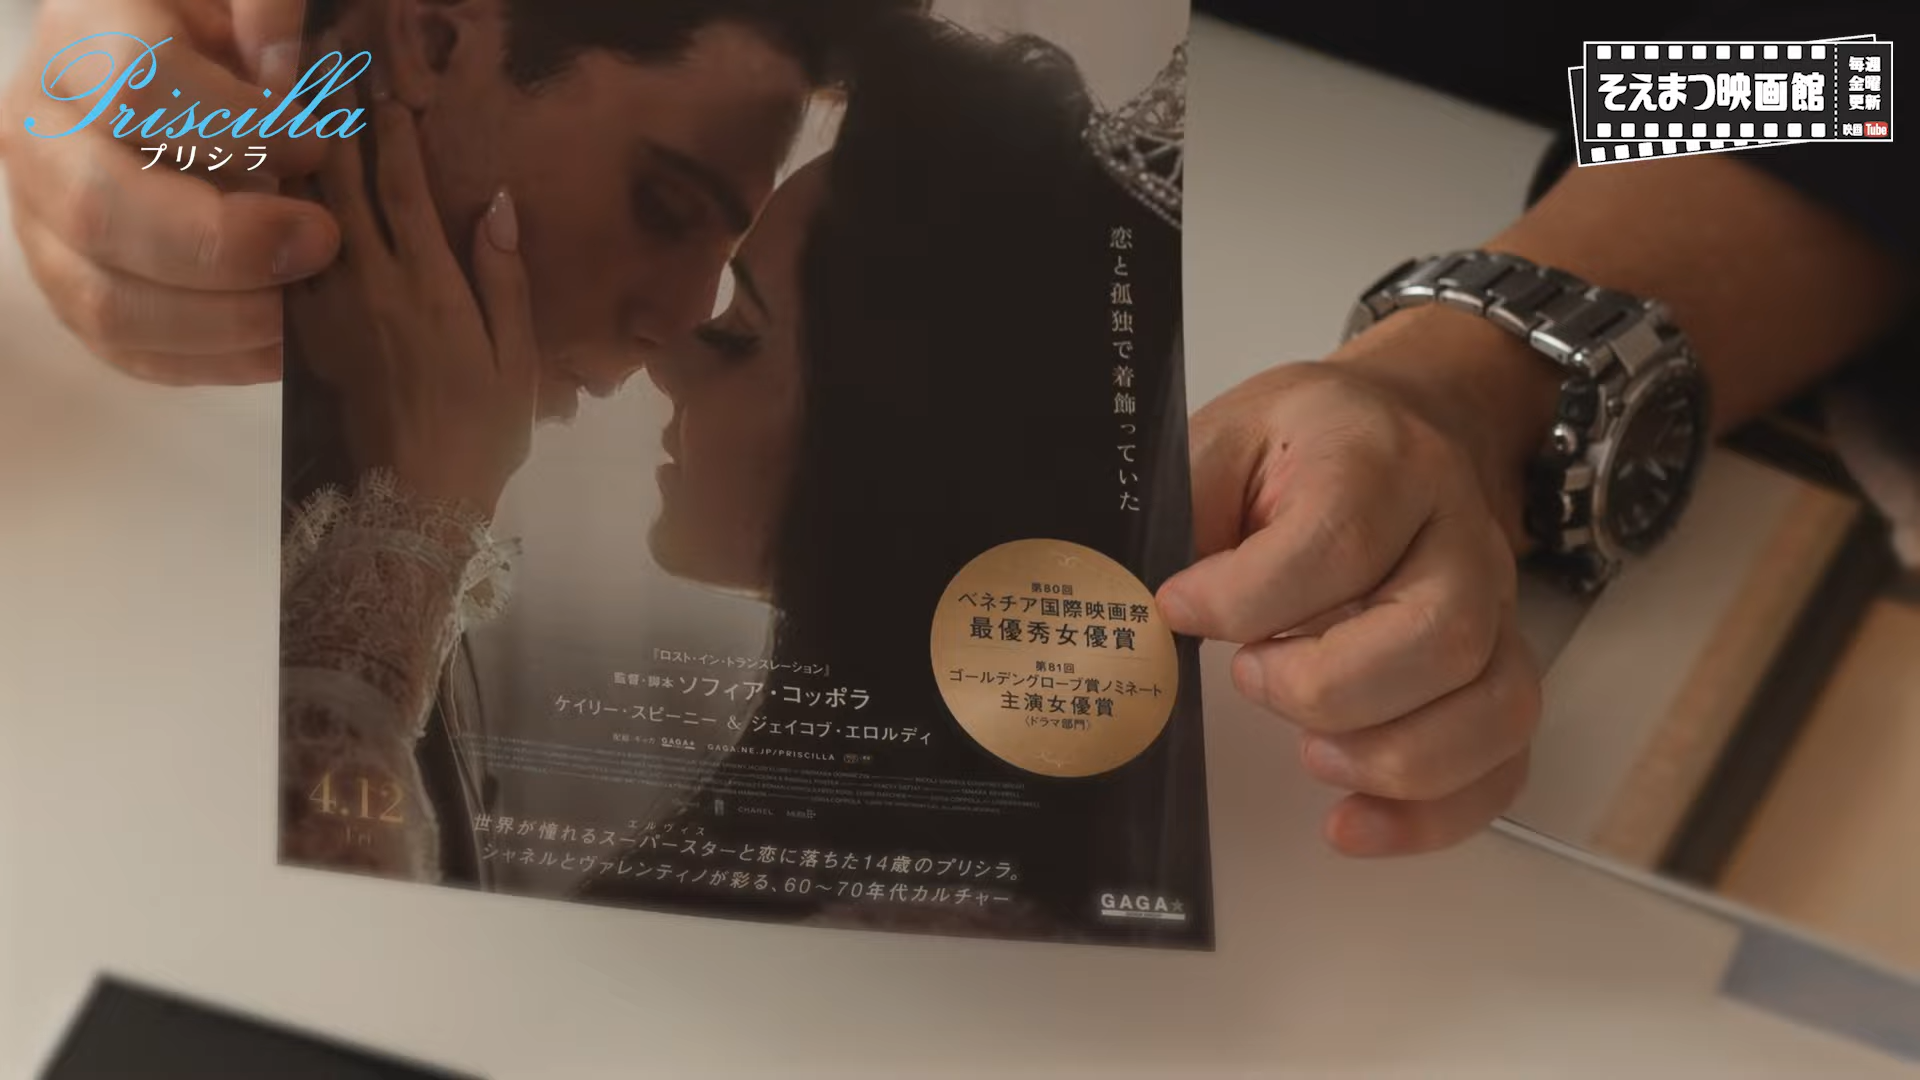 Priscilla
プリシラ
そえまつ映画館
毎週
金曜
更新
映画Tube
恋と孤独で着飾っていた
第80回
ベネチア国際映画祭
最優秀女優賞
第81回
ゴールデングローブ賞ノミネート
主演女優賞
〈ドラマ部門〉
『ロスト・イン・トランスレーション』
監督・脚本 ソフィア・コッポラ
ケイリー・スピーニー & ジェイコブ・エロルディ
配給:ギャガ GAGA★ GAGA.NE.JP/PRISCILLA
CHANEL
4.12
Fri
エルヴィス
世界が憧れるスーパースターと恋に落ちた14歳のプリシラ。
シャネルとヴァレンティノが彩る、60〜70年代カルチャー
GAGA★